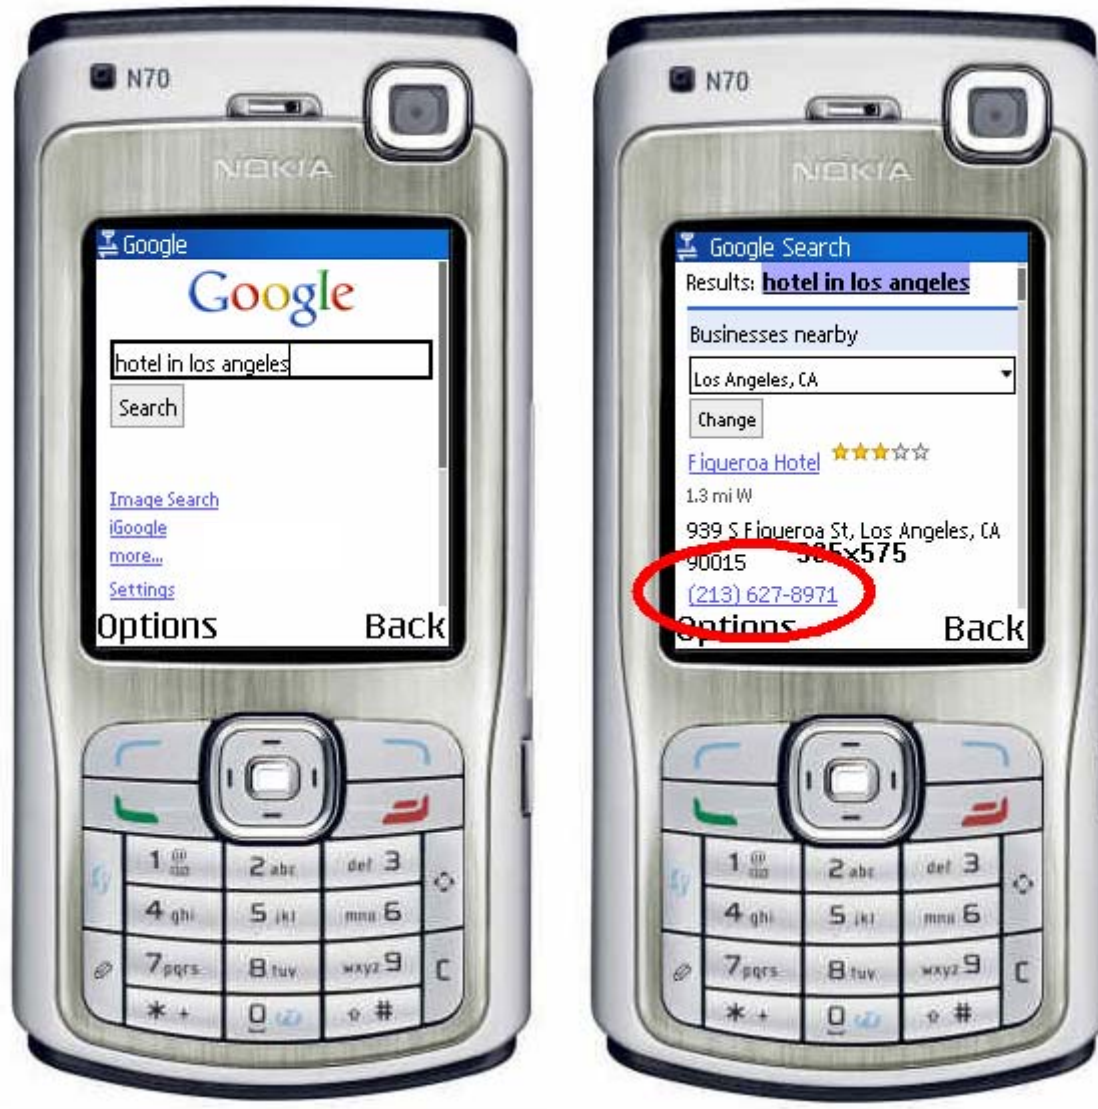 N70
NOKIA
Google
Google
hotel in los angeles
Search
Image Search
iGoogle
more...
Settings
Options
Back
1
2 abc
def 3
4 ghi
5 jkl
mno 6
7 pqrs
8 tuv
wxyz 9
C
* +
0
#
N70
NOKIA
Google Search
Results: hotel in los angeles
Businesses nearby
Los Angeles, CA
Change
Figueroa Hotel
1.3 mi W
939 S Figueroa St, Los Angeles, CA
90015
(213) 627-8971
Options
Back
1
2 abc
def 3
4 ghi
5 jkl
mno 6
7 pqrs
8 tuv
wxyz 9
C
* +
0
#